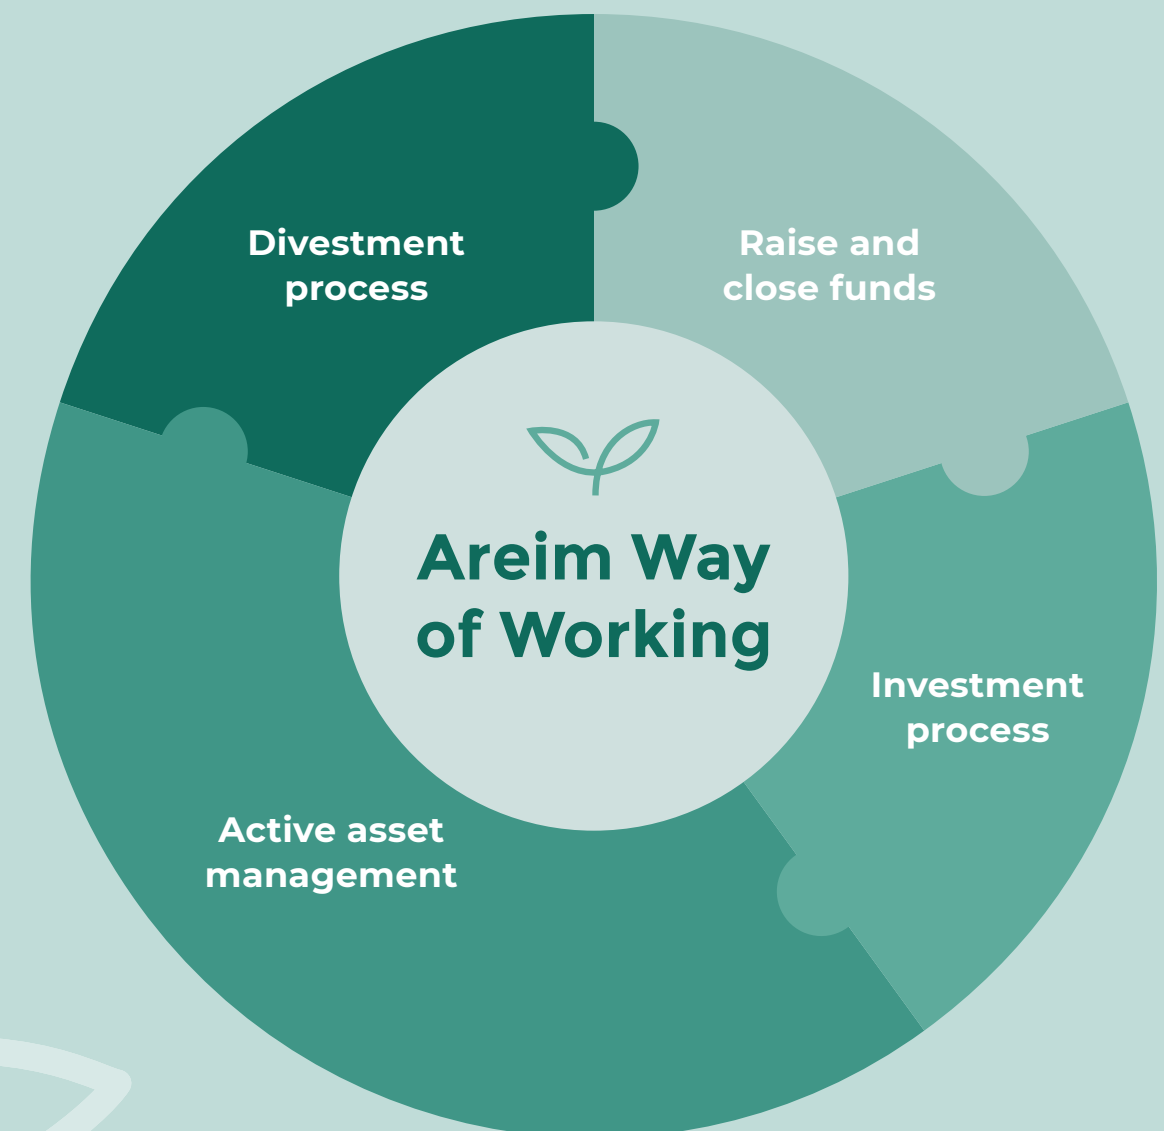 Divestment
process
Raise and
close funds
Areim Way
of Working
Investment
process
Active asset
management